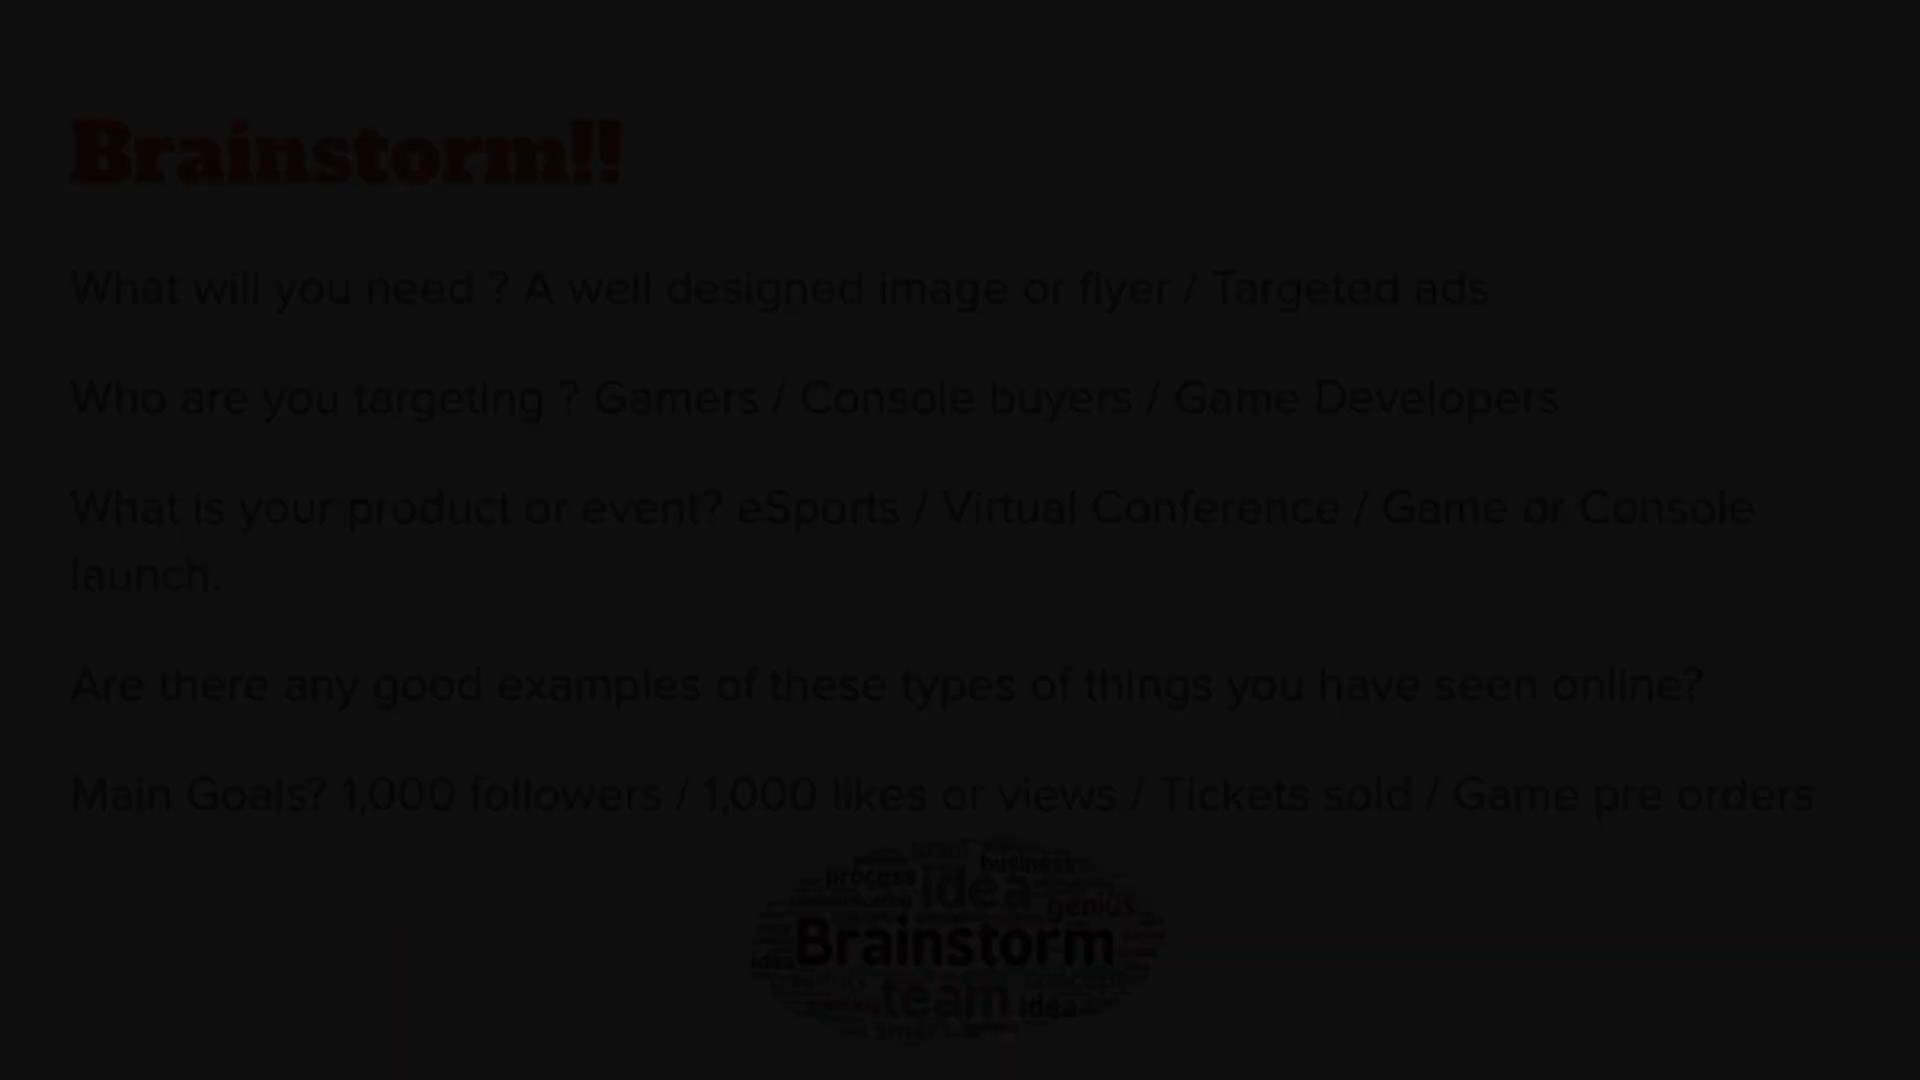 Brainstorm!!
What will you need ? A well designed image or flyer / Targeted ads
Who are you targeting ? Gamers / Console buyers / Game Developers
What is your product or event? eSports / Virtual Conference / Game or Console
launch.
Are there any good examples of these types of things you have seen online?
Main Goals? 1,000 followers / 1,000 likes or views / Tickets sold / Game pre orders
business
process idea
genius
Brainstorm
idea
team idea
smart